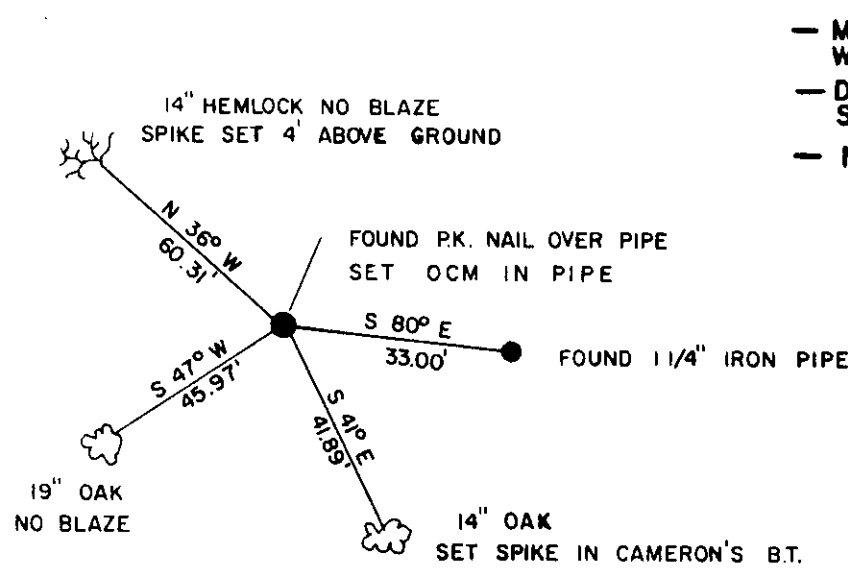 — M
W
— D
S
—
14" HEMLOCK NO BLAZE
SPIKE SET 4' ABOVE GROUND
N 36° W
60.31'
FOUND P.K. NAIL OVER PIPE
SET OCM IN PIPE
S 80° E
33.00'
FOUND 1 1/4" IRON PIPE
S 47° W
45.97'
S 41° E
41.89'
19" OAK
NO BLAZE
14" OAK
SET SPIKE IN CAMERON'S B.T.